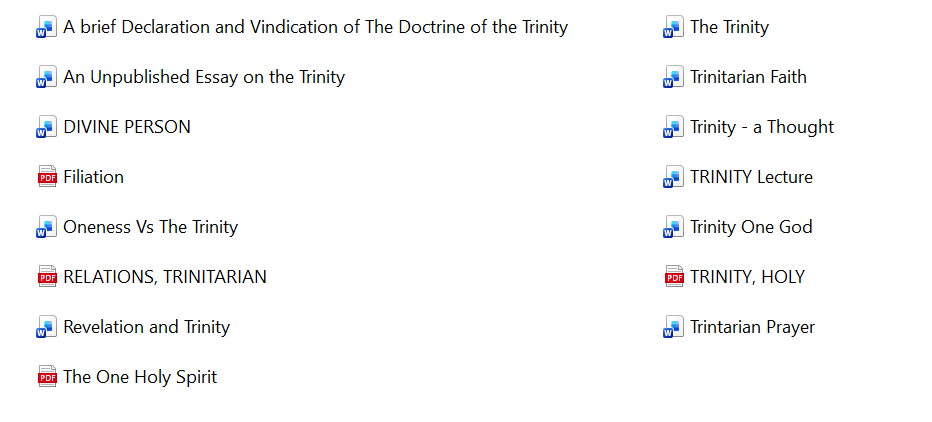 A brief Declaration and Vindication of The Doctrine of the Trinity
An Unpublished Essay on the Trinity
DIVINE PERSON
Filiation
Oneness Vs The Trinity
RELATIONS, TRINITARIAN
Revelation and Trinity
The One Holy Spirit
The Trinity
Trinitarian Faith
Trinity - a Thought
TRINITY Lecture
Trinity One God
TRINITY, HOLY
Trintarian Prayer